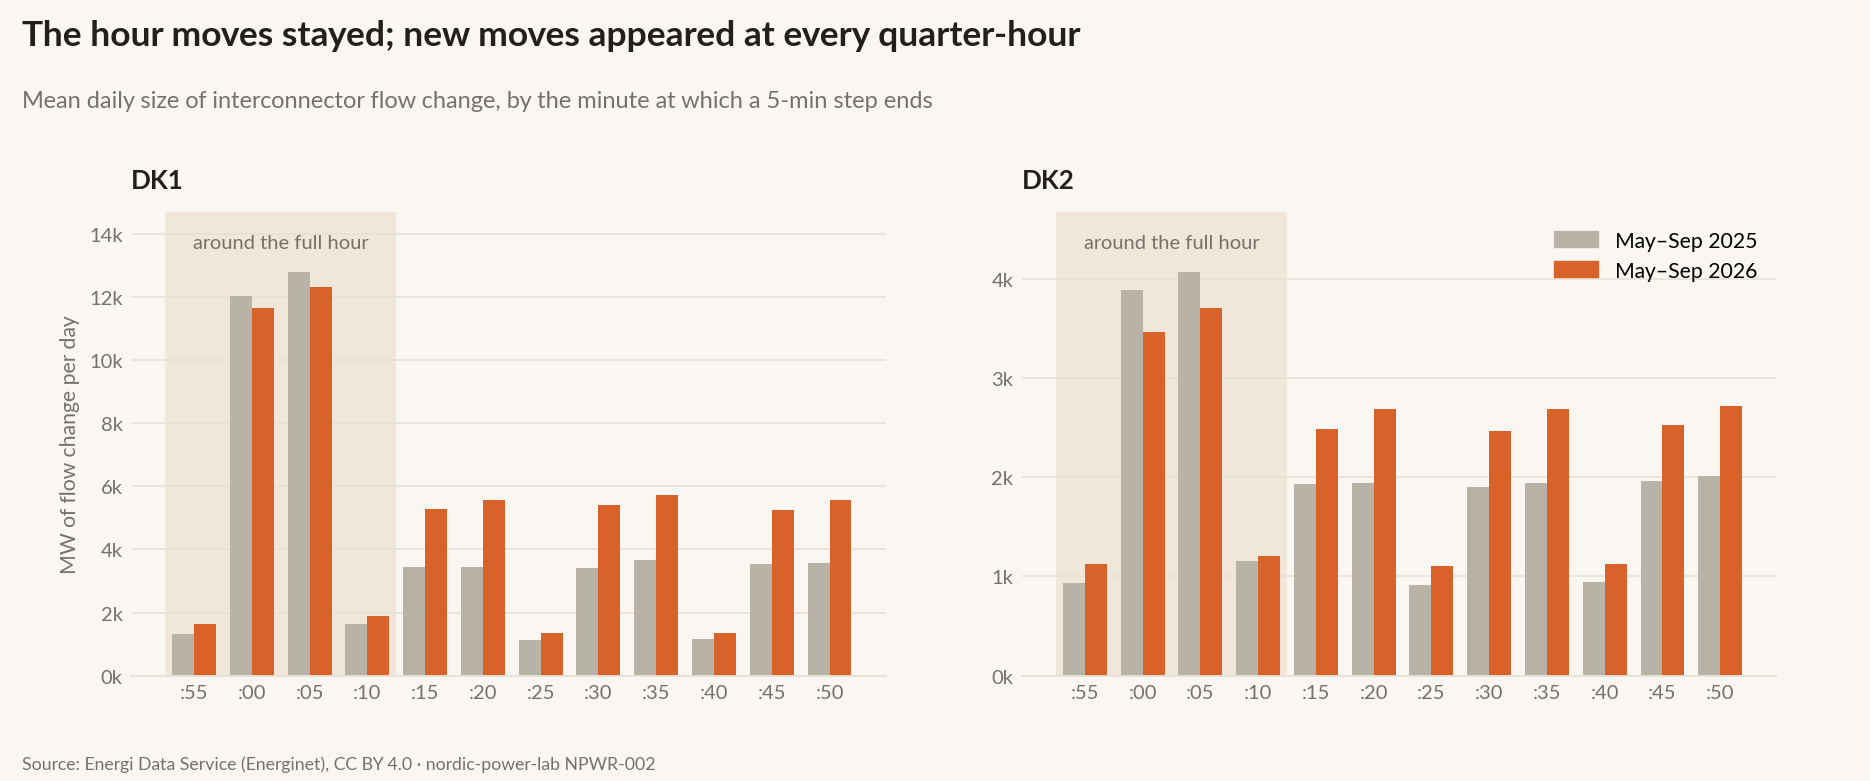 The hour moves stayed; new moves appeared at every quarter-hour
Mean daily size of interconnector flow change, by the minute at which a 5-min step ends
DK1
around the full hour
MW of flow change per day
14k
12k
10k
8k
6k
4k
2k
0k
:55 :00 :05 :10 :15 :20 :25 :30 :35 :40 :45 :50
DK2
around the full hour
May–Sep 2025
May–Sep 2026
4k
3k
2k
1k
0k
:55 :00 :05 :10 :15 :20 :25 :30 :35 :40 :45 :50
Source: Energi Data Service (Energinet), CC BY 4.0 · nordic-power-lab NPWR-002